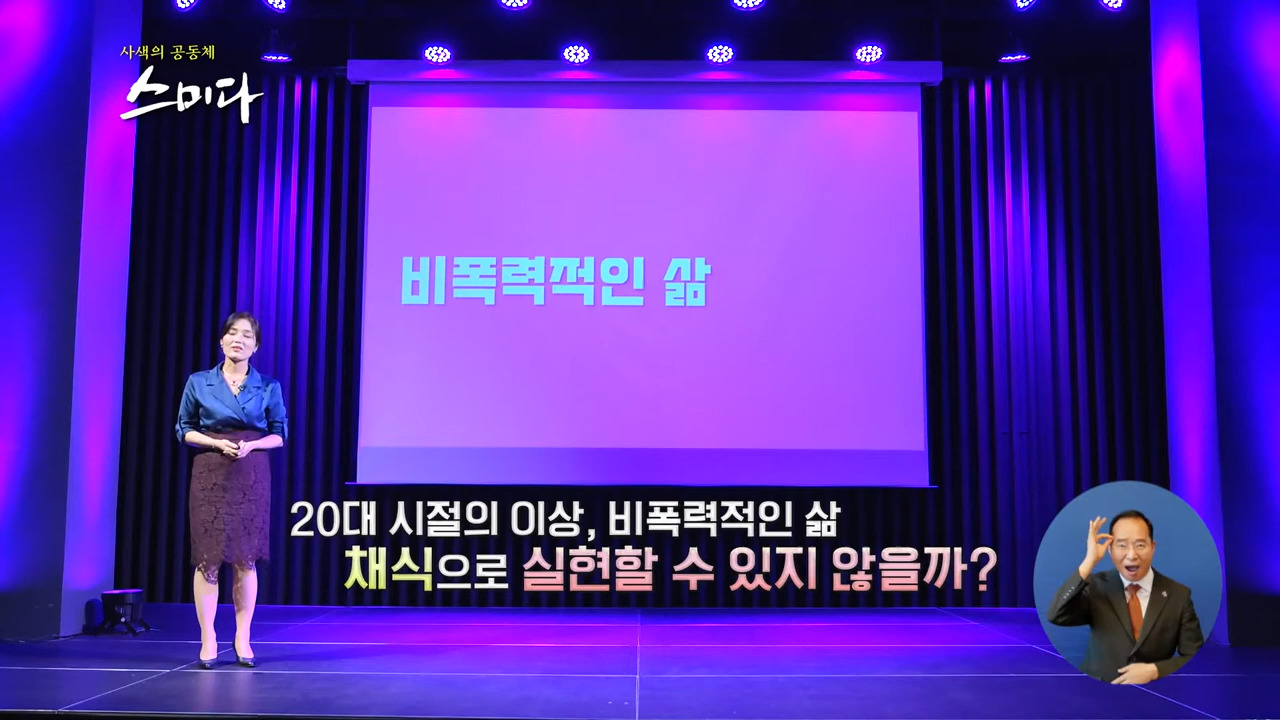 사색의 공동체
스미다
비폭력적인 삶
20대 시절의 이상, 비폭력적인 삶
채식으로 실현할 수 있지 않을까?